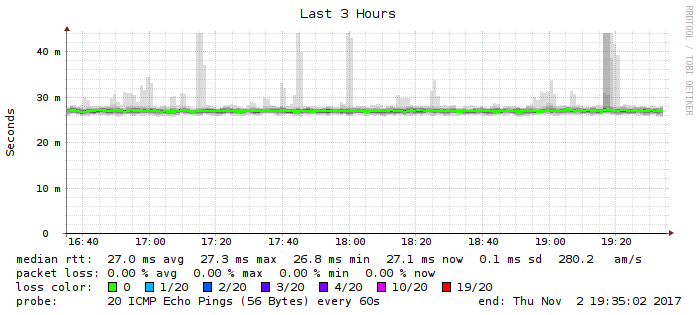 Last 3 Hours
RRDTOOL / TOBI OETIKER
Seconds
40 m
30 m
20 m
10 m
0
16:40 17:00 17:20 17:40 18:00 18:20 18:40 19:00 19:20
median rtt: 27.0 ms avg 27.3 ms max 26.8 ms min 27.1 ms now 0.1 ms sd 280.2 am/s
packet loss: 0.00 % avg 0.00 % max 0.00 % min 0.00 % now
loss color: 0 1/20 2/20 3/20 4/20 10/20 19/20
probe: 20 ICMP Echo Pings (56 Bytes) every 60s end: Thu Nov 2 19:35:02 2017